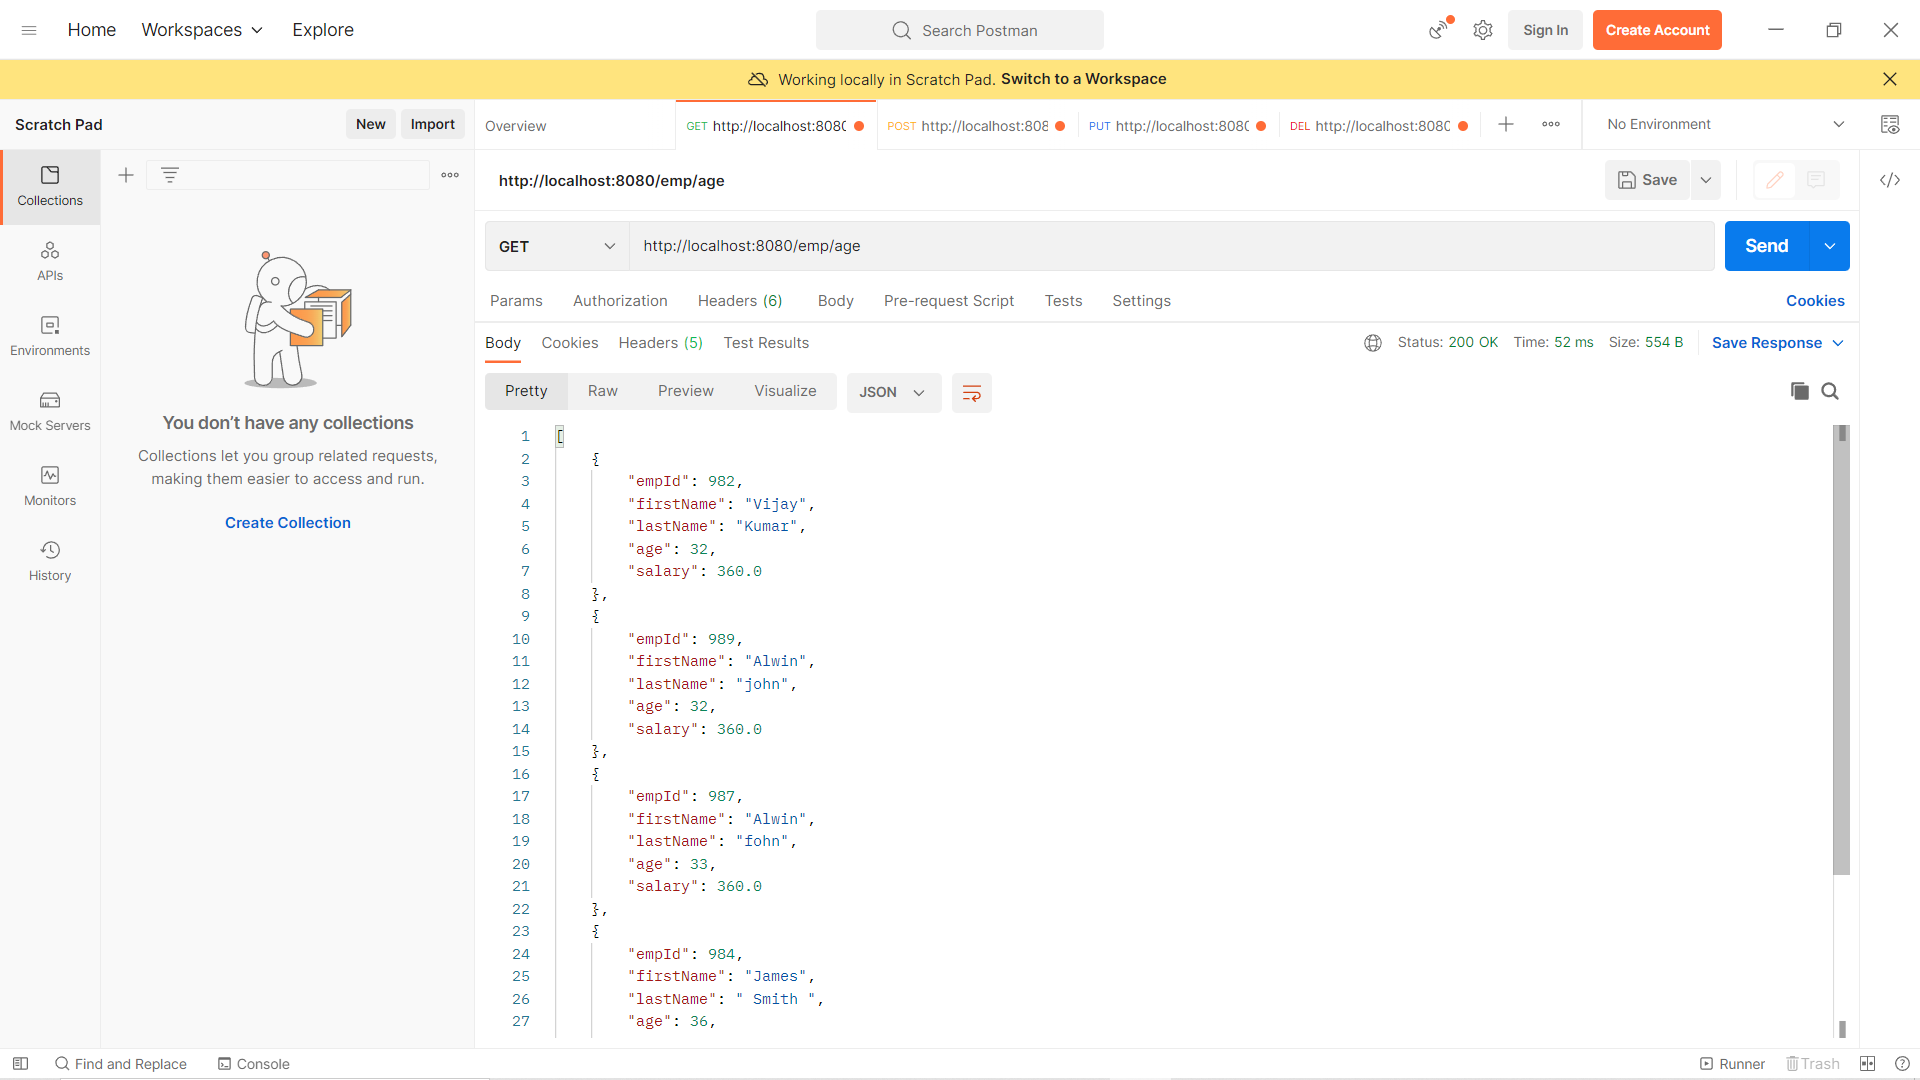 Home Workspaces Explore Search Postman Sign In Create Account
Working locally in Scratch Pad. Switch to a Workspace
Scratch Pad New Import Overview GET http://localhost:8080 POST http://localhost:808 PUT http://localhost:8080 DEL http://localhost:8080 No Environment
Collections
APIs
Environments
Mock Servers
Monitors
History
You don’t have any collections
Collections let you group related requests,
making them easier to access and run.
Create Collection
http://localhost:8080/emp/age Save
GET http://localhost:8080/emp/age Send
Params Authorization Headers (6) Body Pre-request Script Tests Settings Cookies
Body Cookies Headers (5) Test Results Status: 200 OK Time: 52 ms Size: 554 B Save Response
Pretty Raw Preview Visualize JSON
1 [
2 {
3 "empId": 982,
4 "firstName": "Vijay",
5 "lastName": "Kumar",
6 "age": 32,
7 "salary": 360.0
8 },
9 {
10 "empId": 989,
11 "firstName": "Alwin",
12 "lastName": "john",
13 "age": 32,
14 "salary": 360.0
15 },
16 {
17 "empId": 987,
18 "firstName": "Alwin",
19 "lastName": "fohn",
20 "age": 33,
21 "salary": 360.0
22 },
23 {
24 "empId": 984,
25 "firstName": "James",
26 "lastName": " Smith ",
27 "age": 36,
Find and Replace Console Runner Trash